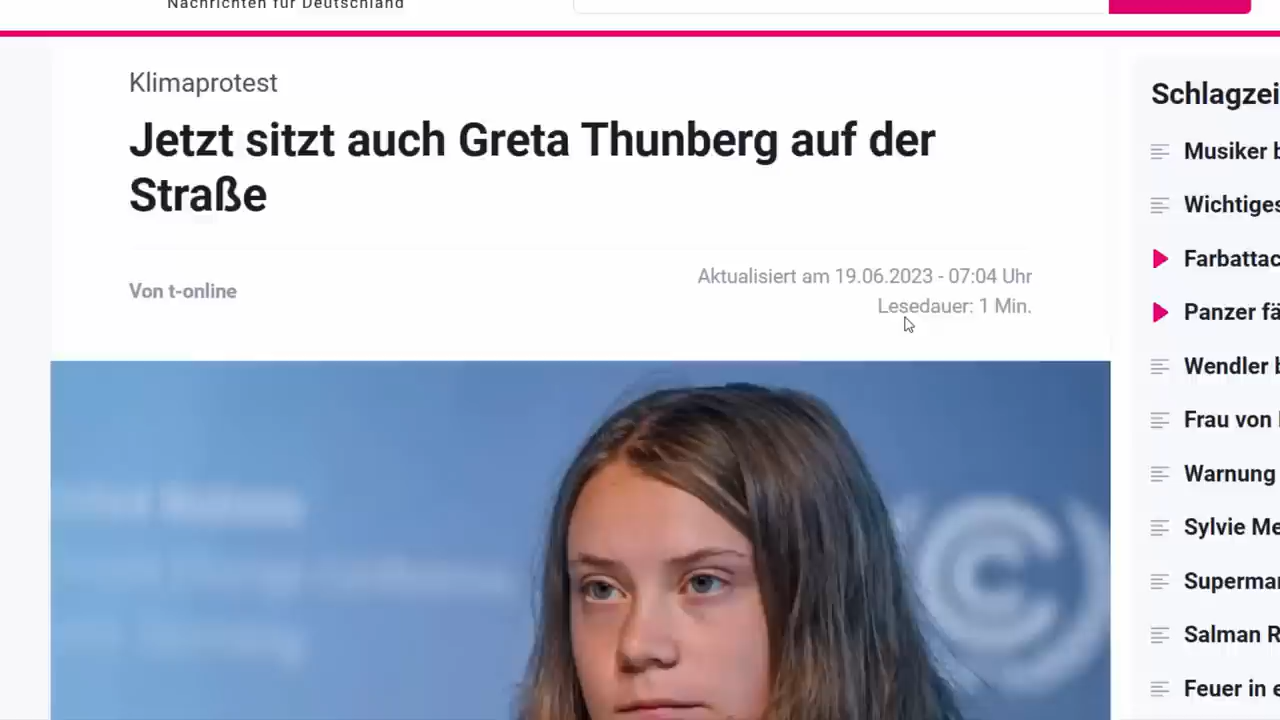 Nachrichten für Deutschland
Klimaprotest
Jetzt sitzt auch Greta Thunberg auf der
Straße
Von t-online
Aktualisiert am 19.06.2023 - 07:04 Uhr
Lesedauer: 1 Min.
Schlagzei
Musiker b
Wichtiges
Farbattac
Panzer fä
Wendler b
Frau von
Warnung
Sylvie Me
Supermar
Salman R
Feuer in e